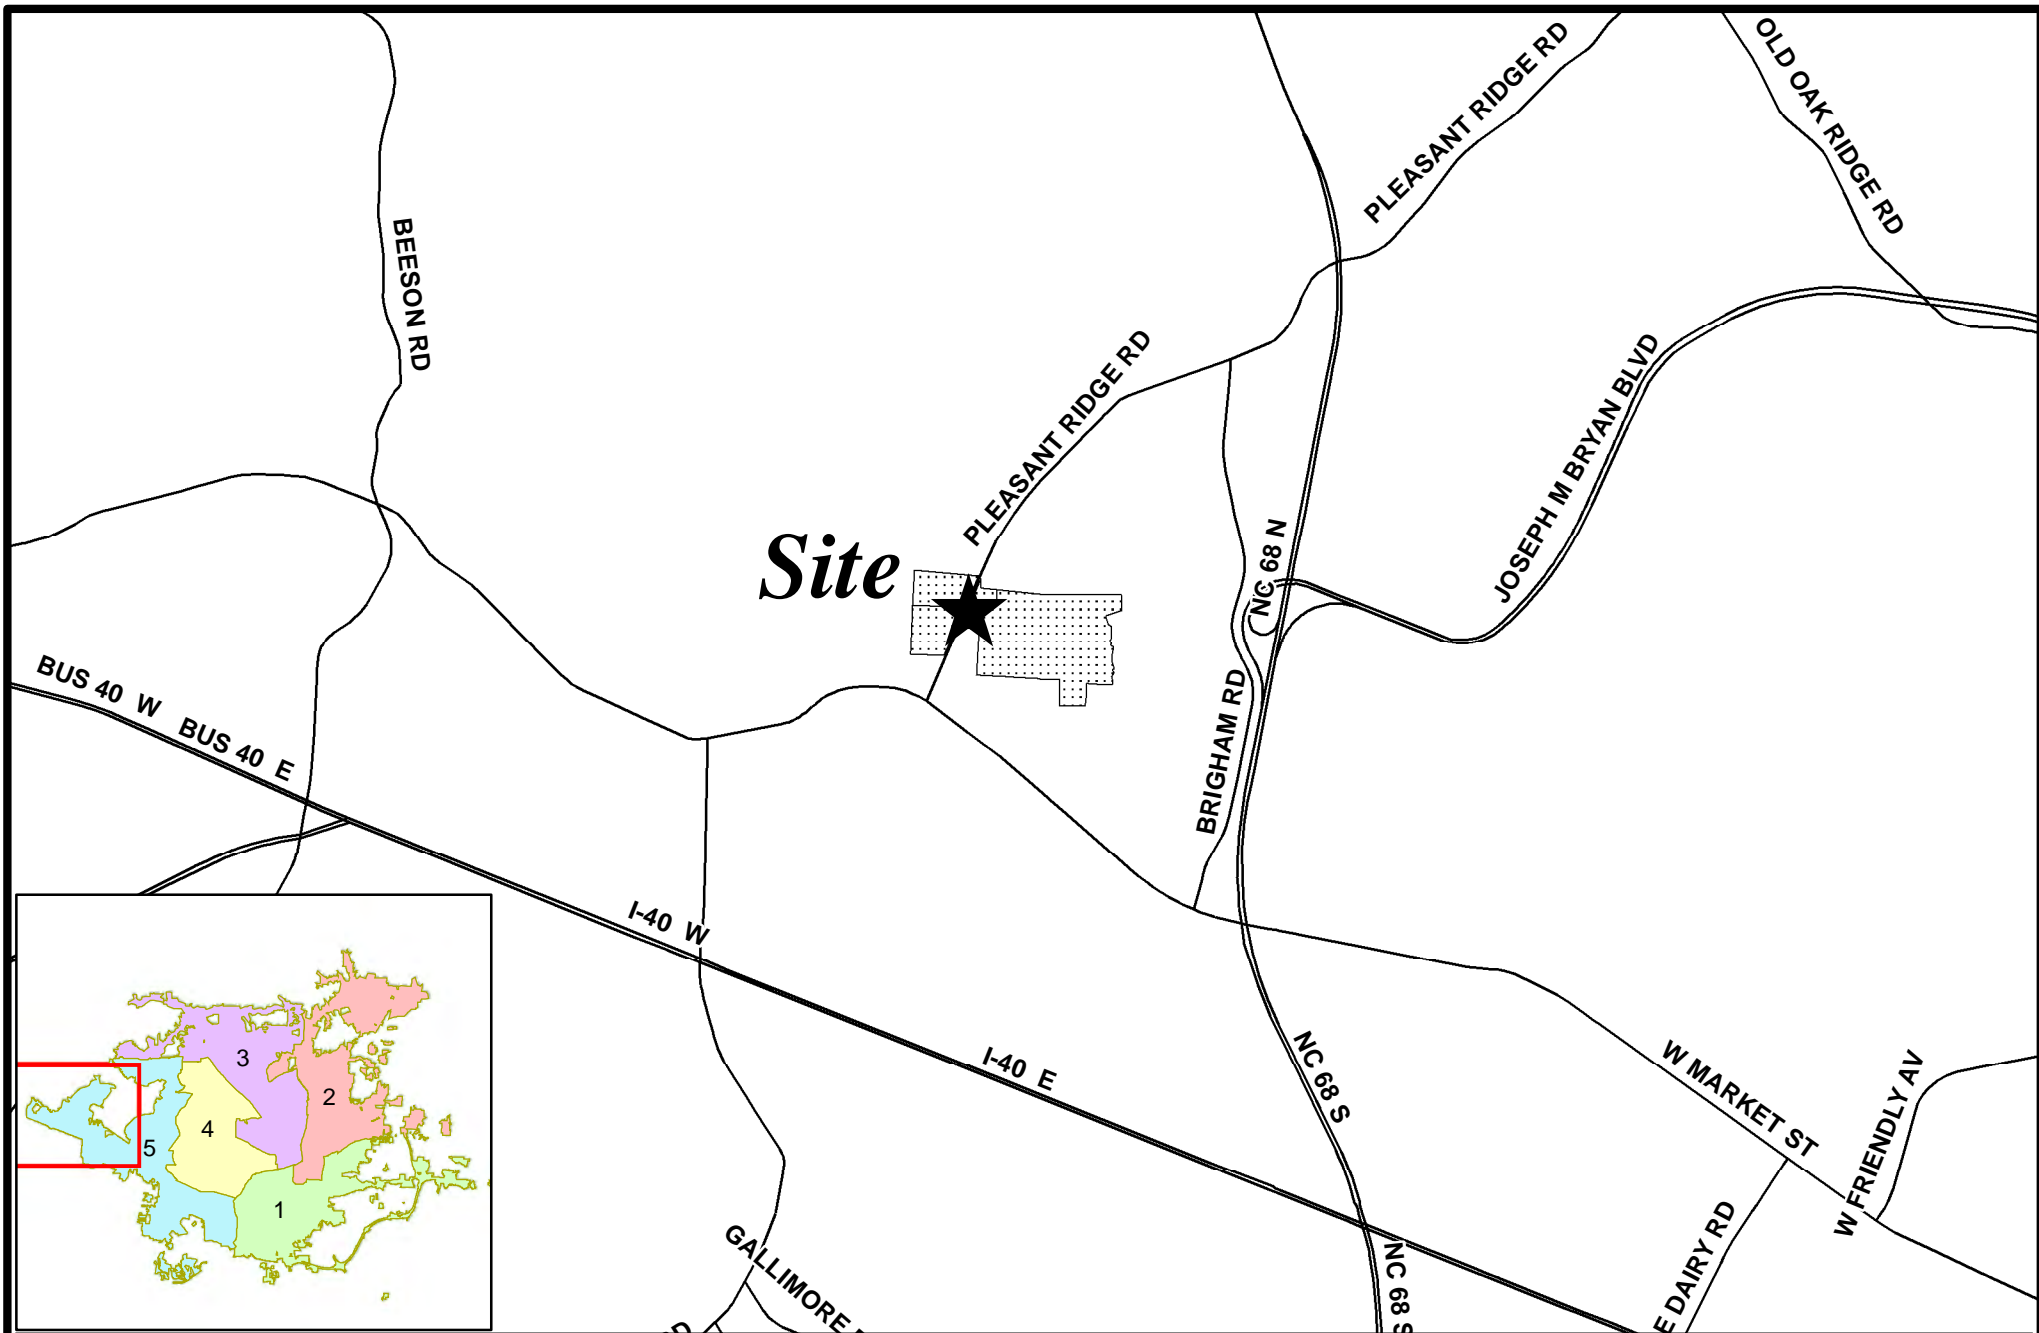 PLEASANT RIDGE RD
OLD OAK RIDGE RD
BEESON RD
PLEASANT RIDGE RD
JOSEPH M BRYAN BLVD
Site
NC 68 N
BUS 40 W
BUS 40 E
BRIGHAM RD
I-40 W
I-40 E
NC 68 S
W MARKET ST
W FRIENDLY AV
3
2
4
5
1
GALLIMORE
NC 68 S
E DAIRY RD